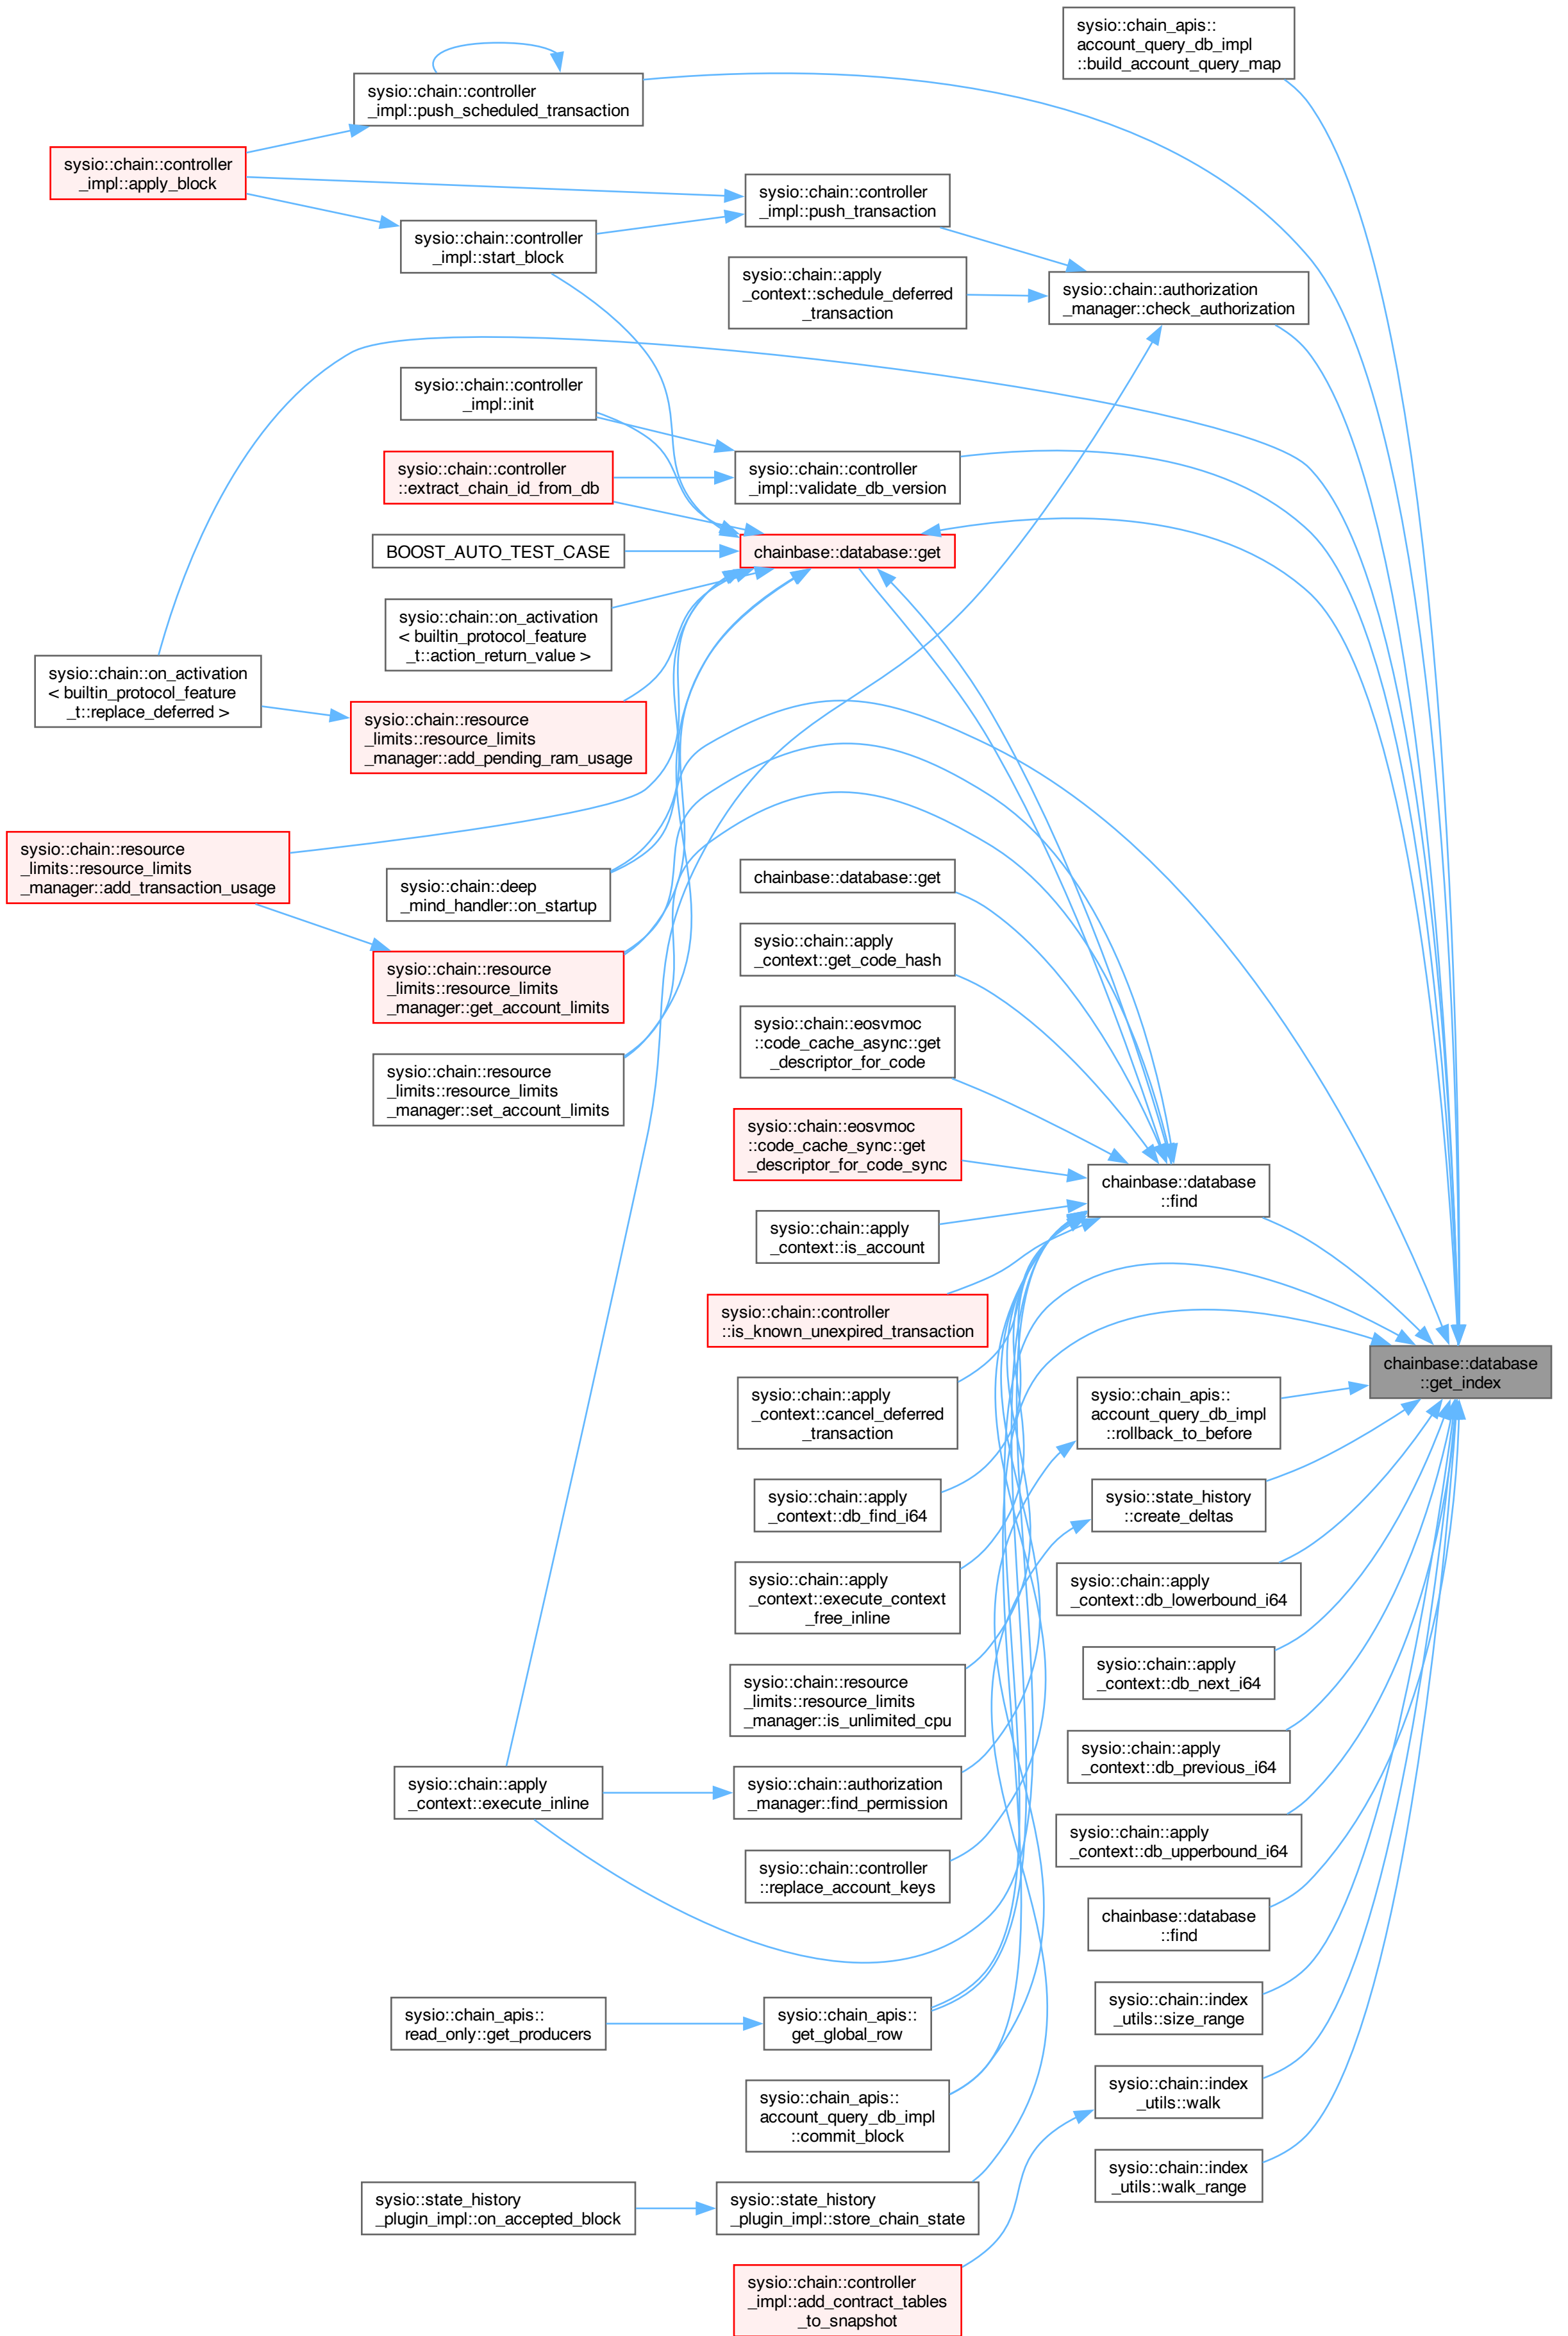 sysio::chain_apis::
account_query_db_impl
::build_account_query_map
sysio::chain::controller
_impl::push_scheduled_transaction
sysio::chain::controller
_impl::apply_block
sysio::chain::controller
_impl::push_transaction
sysio::chain::controller
_impl::start_block
sysio::chain::apply
_context::schedule_deferred
_transaction
sysio::chain::authorization
_manager::check_authorization
sysio::chain::controller
_impl::init
sysio::chain::controller
::extract_chain_id_from_db
sysio::chain::controller
_impl::validate_db_version
BOOST_AUTO_TEST_CASE
chainbase::database::get
sysio::chain::on_activation
< builtin_protocol_feature
_t::action_return_value >
sysio::chain::on_activation
< builtin_protocol_feature
_t::replace_deferred >
sysio::chain::resource
_limits::resource_limits
_manager::add_pending_ram_usage
sysio::chain::resource
_limits::resource_limits
_manager::add_transaction_usage
sysio::chain::deep
_mind_handler::on_startup
chainbase::database::get
sysio::chain::apply
_context::get_code_hash
sysio::chain::resource
_limits::resource_limits
_manager::get_account_limits
sysio::chain::eosvmoc
::code_cache_async::get
_descriptor_for_code
sysio::chain::resource
_limits::resource_limits
_manager::set_account_limits
sysio::chain::eosvmoc
::code_cache_sync::get
_descriptor_for_code_sync
chainbase::database
::find
sysio::chain::apply
_context::is_account
sysio::chain::controller
::is_known_unexpired_transaction
chainbase::database
::get_index
sysio::chain::apply
_context::cancel_deferred
_transaction
sysio::chain_apis::
account_query_db_impl
::rollback_to_before
sysio::chain::apply
_context::db_find_i64
sysio::state_history
::create_deltas
sysio::chain::apply
_context::execute_context
_free_inline
sysio::chain::apply
_context::db_lowerbound_i64
sysio::chain::resource
_limits::resource_limits
_manager::is_unlimited_cpu
sysio::chain::apply
_context::db_next_i64
sysio::chain::apply
_context::db_previous_i64
sysio::chain::apply
_context::execute_inline
sysio::chain::authorization
_manager::find_permission
sysio::chain::apply
_context::db_upperbound_i64
sysio::chain::controller
::replace_account_keys
chainbase::database
::find
sysio::chain_apis::
read_only::get_producers
sysio::chain_apis::
get_global_row
sysio::chain::index
_utils::size_range
sysio::chain_apis::
account_query_db_impl
::commit_block
sysio::chain::index
_utils::walk
sysio::chain::index
_utils::walk_range
sysio::state_history
_plugin_impl::on_accepted_block
sysio::state_history
_plugin_impl::store_chain_state
sysio::chain::controller
_impl::add_contract_tables
_to_snapshot